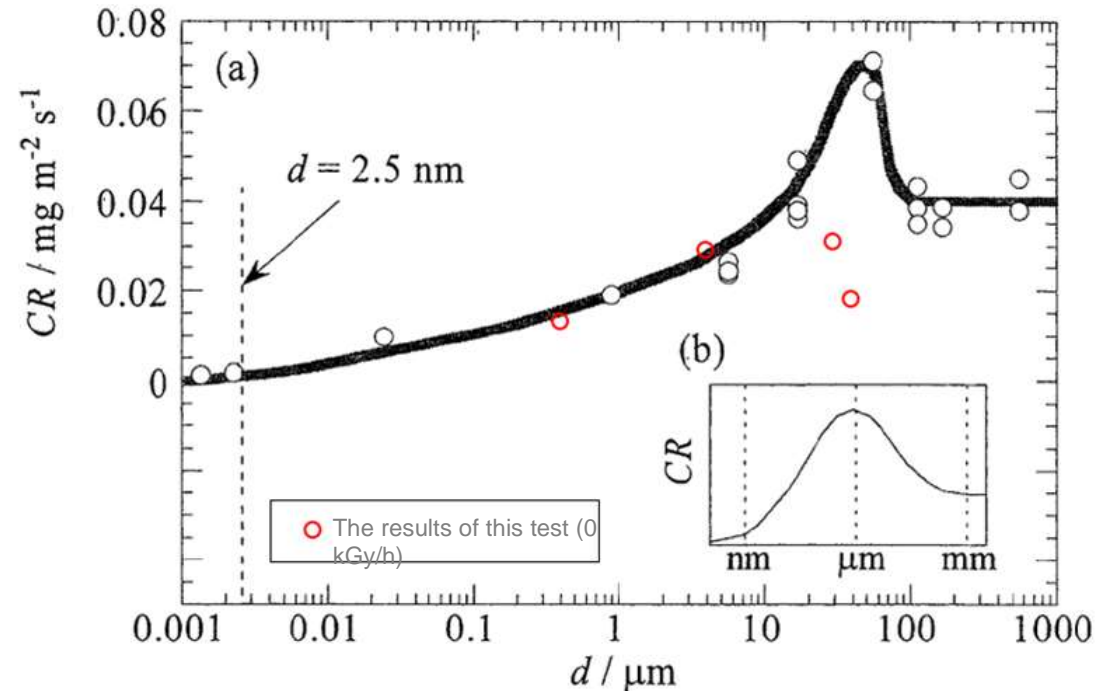 0.08
(a)
0.06
d = 2.5 nm
0.04
0.02
0
CR / mg m⁻² s⁻¹
(b)
CR
nm μm mm
The results of this test (0
kGy/h)
0.001 0.01 0.1 1 10 100 1000
d / μm